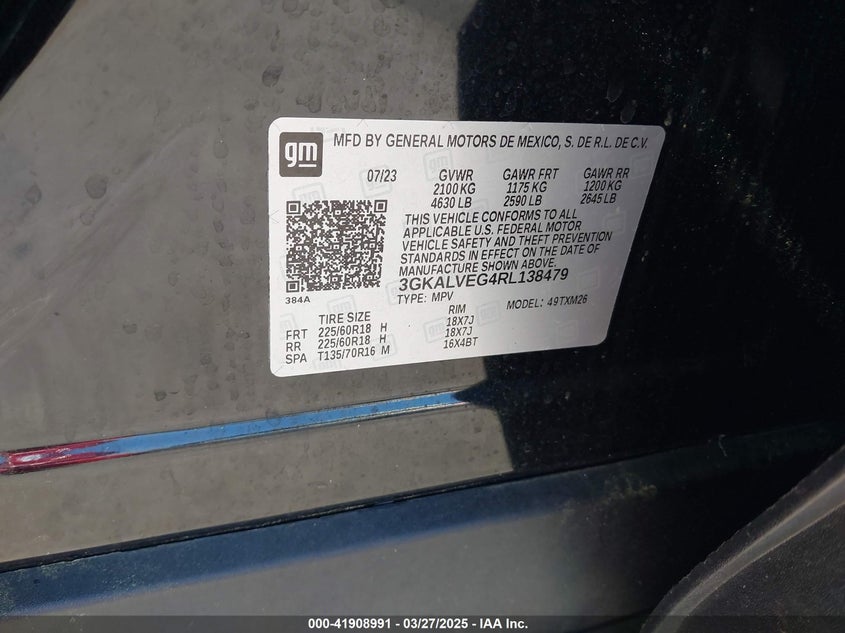 gm
MFD BY GENERAL MOTORS DE MEXICO, S. DE R.L. DE C.V.
07/23 GVWR GAWR FRT GAWR RR
2100 KG 1175 KG 1200 KG
4630 LB 2590 LB 2645 LB
THIS VEHICLE CONFORMS TO ALL
APPLICABLE U.S. FEDERAL MOTOR
VEHICLE SAFETY AND THEFT PREVENTION
STANDARDS IN EFFECT ON THE DATE OF
MANUFACTURE SHOWN ABOVE.
3GKALVEG4RL138479
384A
TYPE: MPV MODEL: 49TXM26
TIRE SIZE RIM
FRT 225/60R18 H 18X7J
RR 225/60R18 H 18X7J
SPA T135/70R16 M 16X4BT
000-41908991 — 03/27/2025 — IAA Inc.